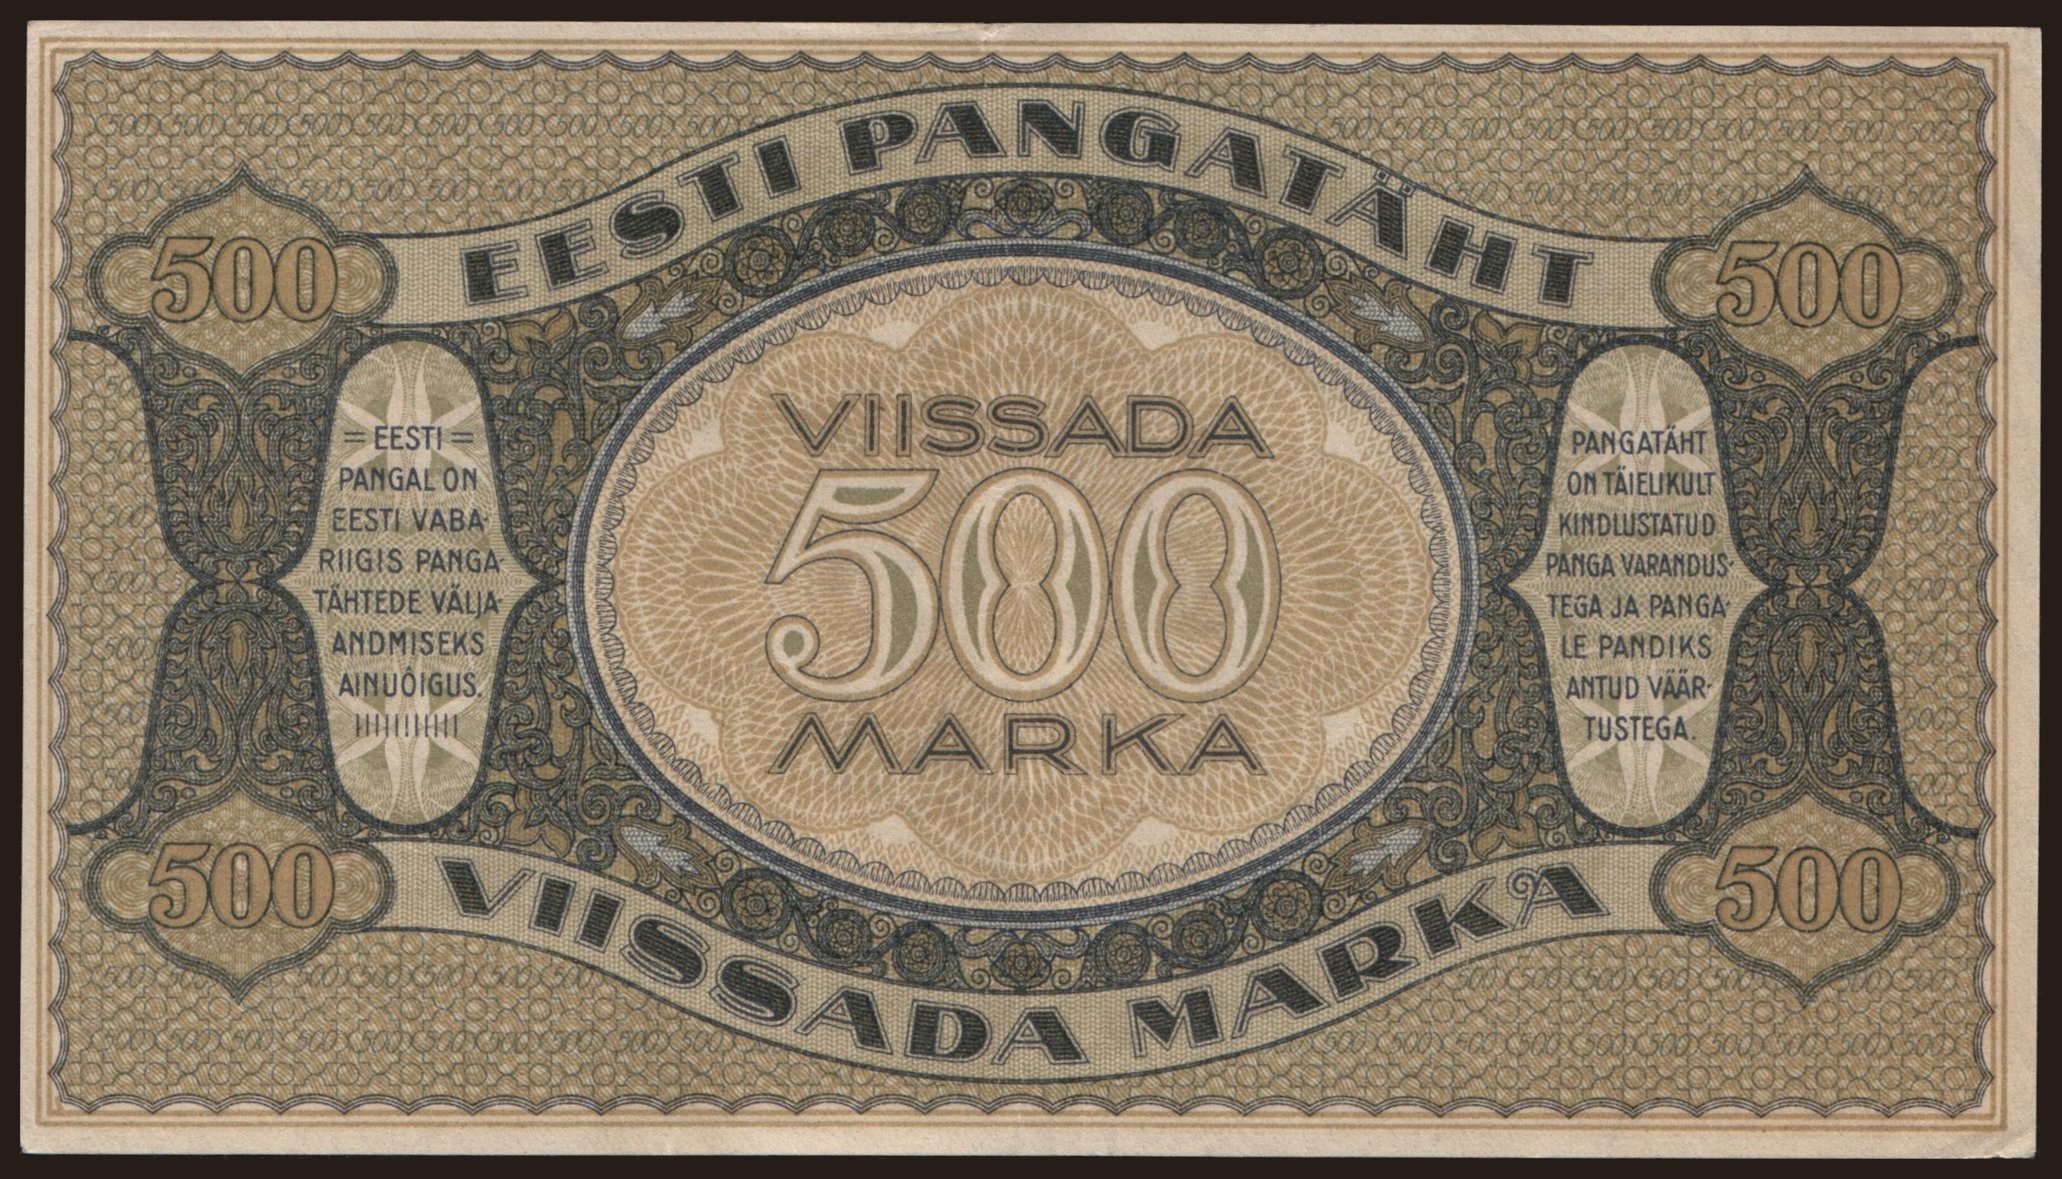 EESTI PANGATÄHT
500
500
= EESTI =
PANGAL ON
EESTI VABA-
RIIGIS PANGA-
TÄHTEDE VÄLJA-
ANDMISEKS
AINUÕIGUS.
VIISSADA
500
MARKA
PANGATÄHT
ON TÄIELIKULT
KINDLUSTATUD
PANGA VARANDUS-
TEGA JA PANGA-
LE PANDIKS
ANTUD VÄÄR-
TUSTEGA.
500
500
VIISSADA MARKA